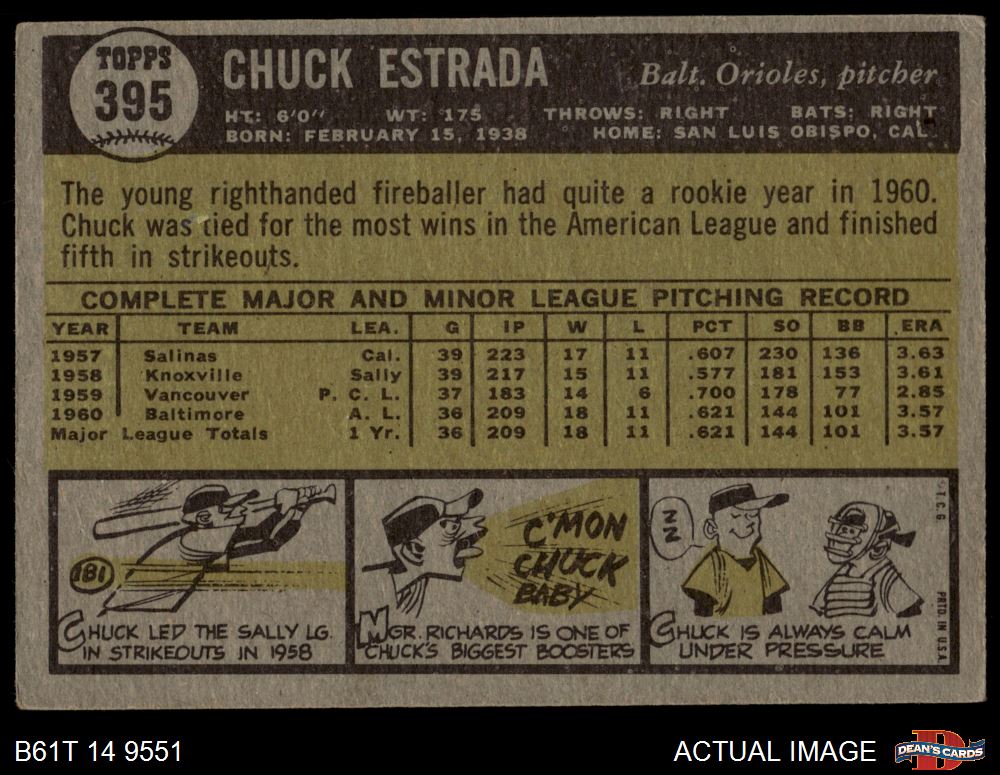 TOPPS
395
CHUCK ESTRADA
Balt. Orioles, pitcher
HT: 6'0" WT: 175 THROWS: RIGHT BATS: RIGHT
BORN: FEBRUARY 15, 1938 HOME: SAN LUIS OBISPO, CAL.
The young righthanded fireballer had quite a rookie year in 1960.
Chuck was tied for the most wins in the American League and finished
fifth in strikeouts.
COMPLETE MAJOR AND MINOR LEAGUE PITCHING RECORD
YEAR TEAM LEA. G IP W L PCT SO BB ERA
1957 Salinas Cal. 39 223 17 11 .607 230 136 3.63
1958 Knoxville Sally 39 217 15 11 .577 181 153 3.61
1959 Vancouver P. C. L. 37 183 14 6 .700 178 77 2.85
1960 Baltimore A. L. 36 209 18 11 .621 144 101 3.57
Major League Totals 1 Yr. 36 209 18 11 .621 144 101 3.57
181
CHUCK LED THE SALLY LG.
IN STRIKEOUTS IN 1958
C'MON
CHUCK
BABY
MGR. RICHARDS IS ONE OF
CHUCK'S BIGGEST BOOSTERS
ZZ
CHUCK IS ALWAYS CALM
UNDER PRESSURE
T.C.G.
PRTD. IN U.S.A.
B61T 14 9551
ACTUAL IMAGE
DEAN'S CARDS